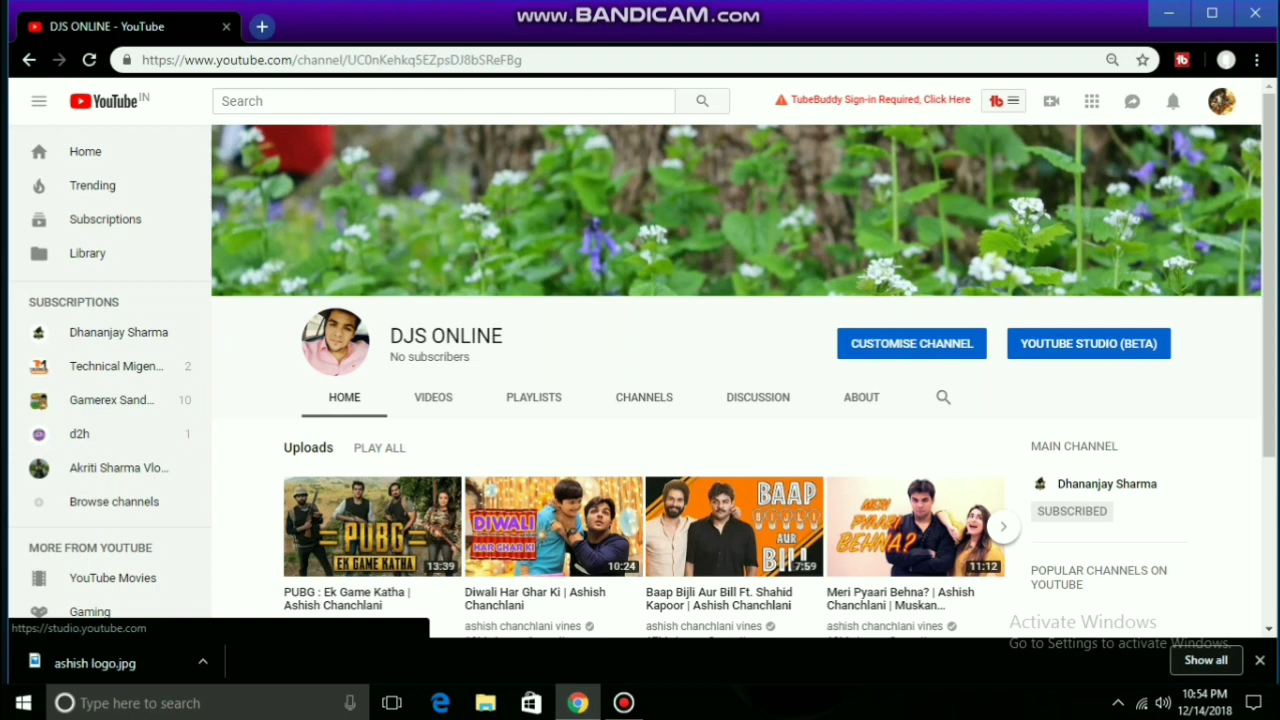 www.BANDICAM.com
DJS ONLINE - YouTube
https://www.youtube.com/channel/UC0nKehkq5EZpsDJ8bSReFBg
YouTube IN
Search
TubeBuddy Sign-in Required, Click Here
Home
Trending
Subscriptions
Library
SUBSCRIPTIONS
Dhananjay Sharma
Technical Migen... 2
Gamerex Sand... 10
d2h 1
Akriti Sharma Vlo...
Browse channels
MORE FROM YOUTUBE
YouTube Movies
Gaming
https://studio.youtube.com
DJS ONLINE
No subscribers
CUSTOMISE CHANNEL
YOUTUBE STUDIO (BETA)
HOME VIDEOS PLAYLISTS CHANNELS DISCUSSION ABOUT
Uploads PLAY ALL
PUBG
EK GAME KATHA
13:39
PUBG : Ek Game Katha |
Ashish Chanchlani
DIWALI
HAR GHAR KI
10:24
Diwali Har Ghar Ki | Ashish
Chanchlani
ashish chanchlani vines
BAAP
BIJLI
AUR
BILL
7:59
Baap Bijli Aur Bill Ft. Shahid
Kapoor | Ashish Chanchlani
ashish chanchlani vines
MERI
PYAARI
BEHNA?
11:12
Meri Pyaari Behna? | Ashish
Chanchlani | Muskan...
ashish chanchlani vines
MAIN CHANNEL
Dhananjay Sharma
SUBSCRIBED
POPULAR CHANNELS ON
YOUTUBE
Activate Windows
Go to Settings to activate Windows.
ashish logo.jpg
Show all
Type here to search
10:54 PM
12/14/2018